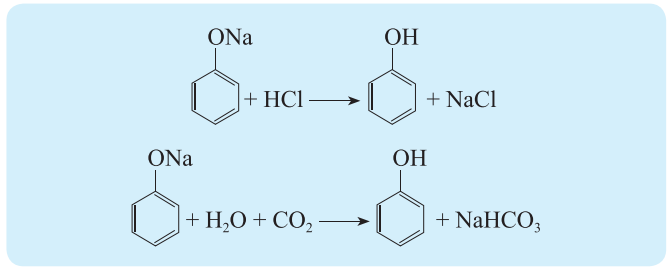 ONa OH
+ HCl ⟶ + NaCl
ONa OH
+ H₂O + CO₂ ⟶ + NaHCO₃